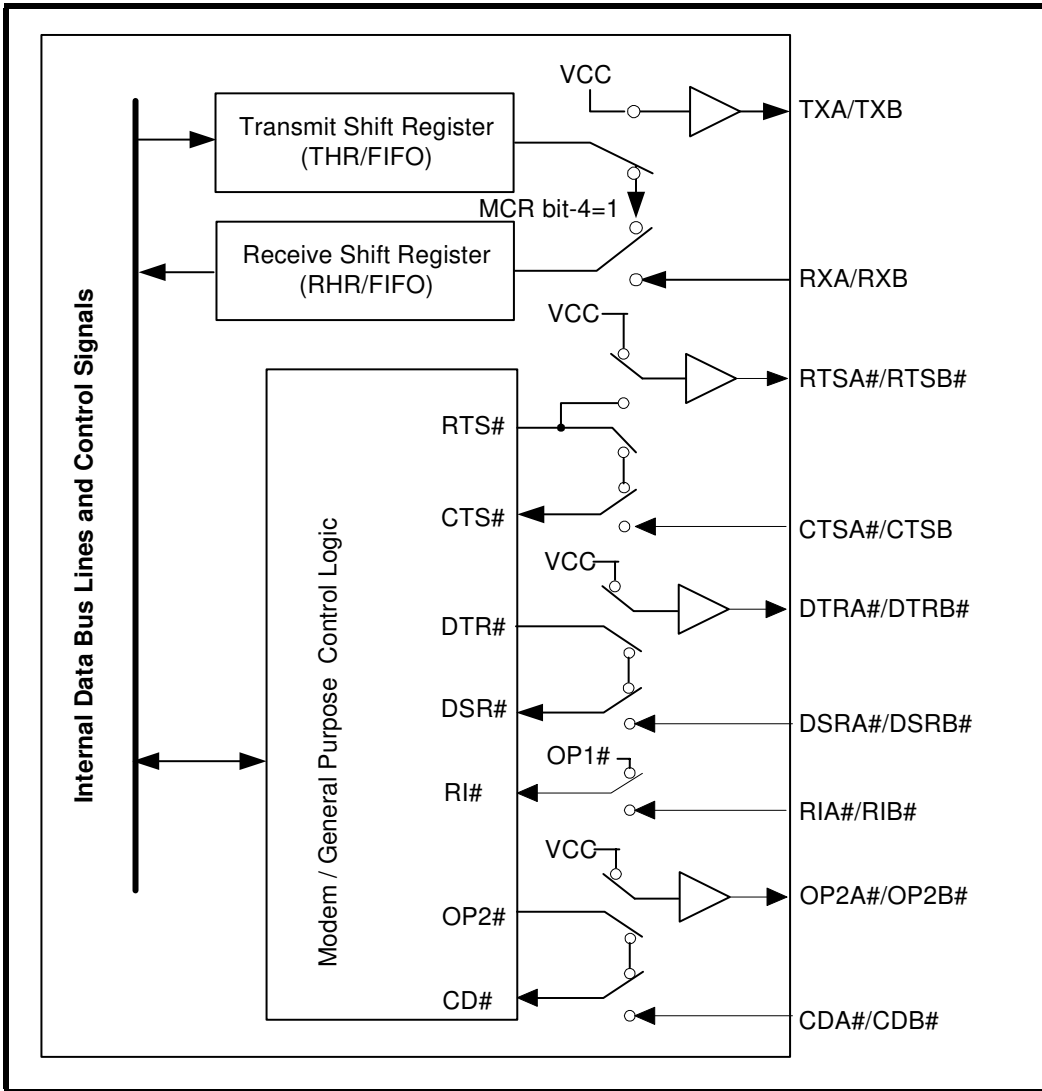 VCC
TXA/TXB
Transmit Shift Register
(THR/FIFO)
MCR bit-4=1
Receive Shift Register
(RHR/FIFO)
RXA/RXB
VCC
RTSA#/RTSB#
Internal Data Bus Lines and Control Signals
Modem / General Purpose Control Logic
RTS#
CTS#
CTSA#/CTSB
VCC
DTRA#/DTRB#
DTR#
DSR#
DSRA#/DSRB#
OP1#
RI#
RIA#/RIB#
VCC
OP2A#/OP2B#
OP2#
CD#
CDA#/CDB#